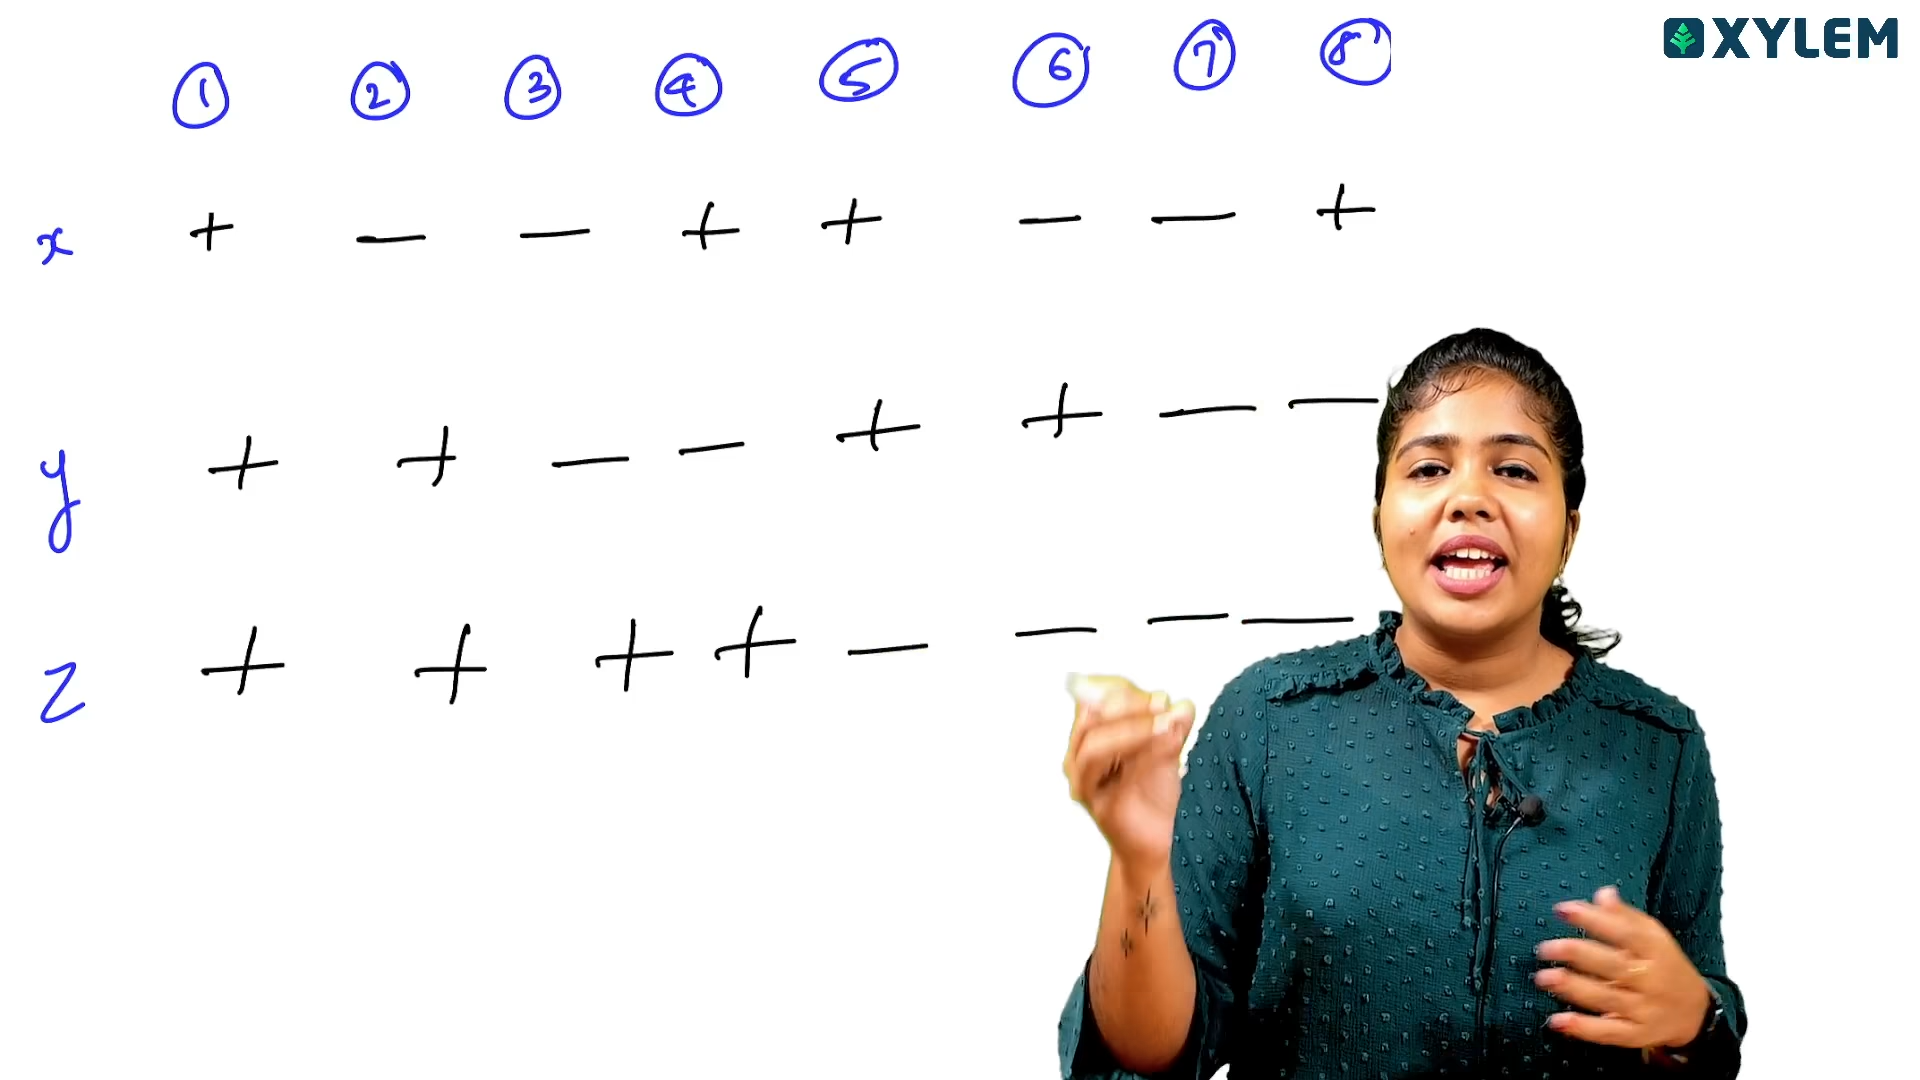 XYLEM
① ② ③ ④ ⑤ ⑥ ⑦ ⑧
x + − − + + − − +
y + + − − + + − −
z + + + + − − − −